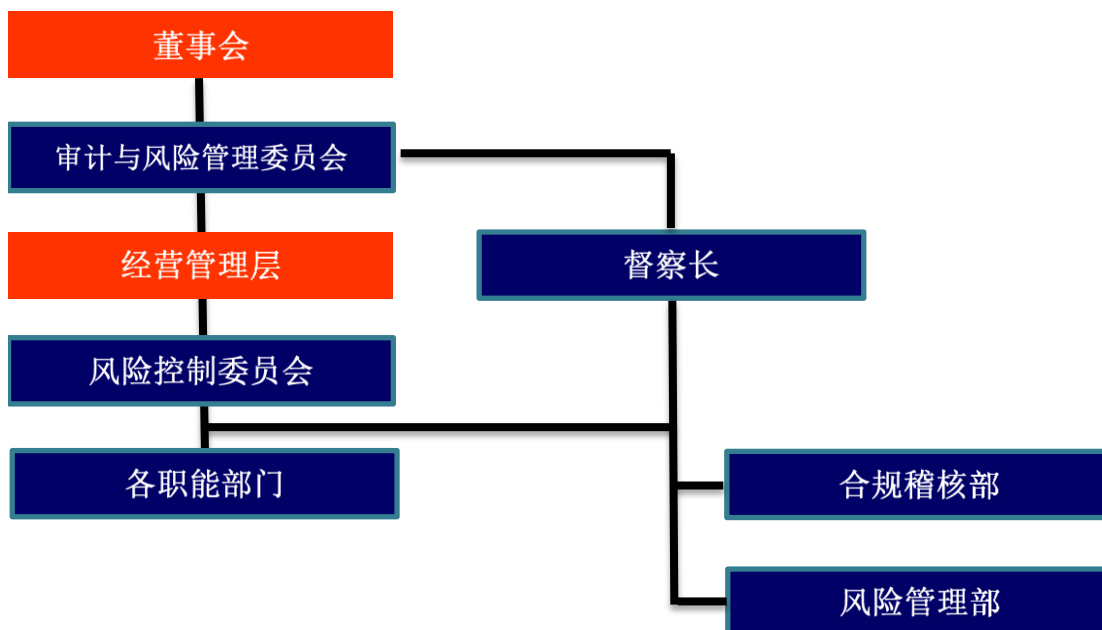 董事会
审计与风险管理委员会
经营管理层
督察长
风险控制委员会
各职能部门
合规稽核部
风险管理部